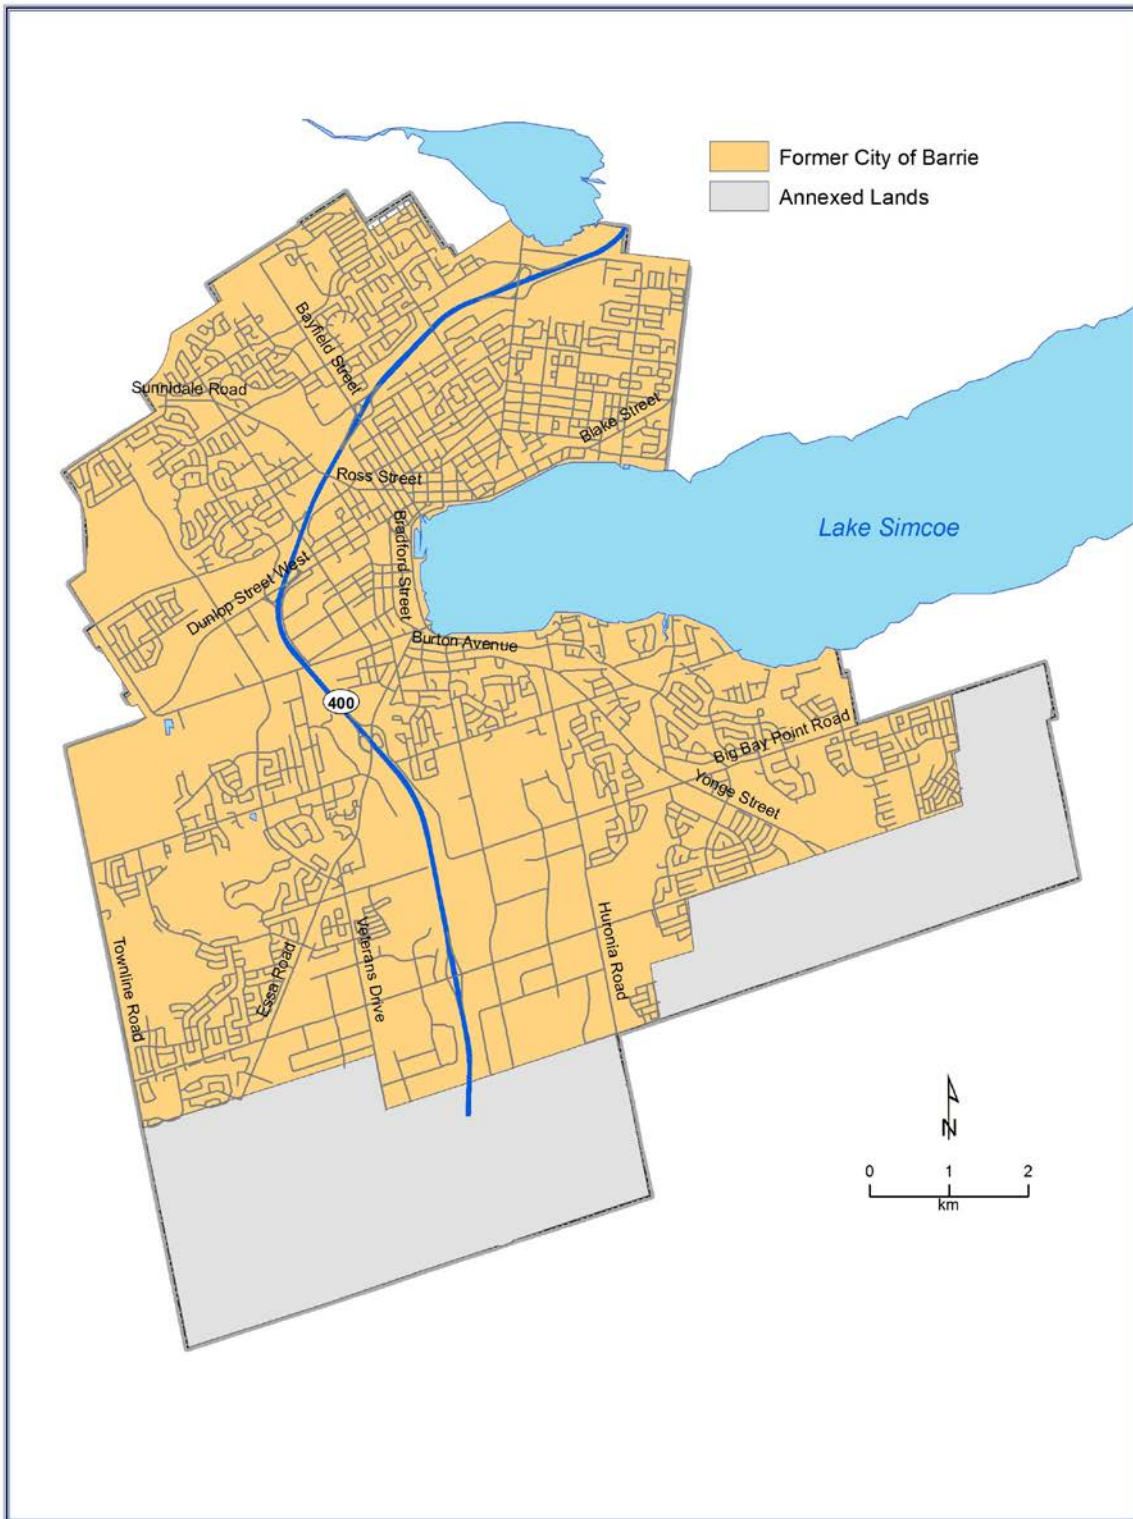 Former City of Barrie
Annexed Lands
Bayfield Street
Sunnidale Road
Blake Street
Ross Street
Bradford Street
Lake Simcoe
Dunlop Street West
Burton Avenue
400
Big Bay Point Road
Yonge Street
Huronia Road
Veterans Drive
Essa Road
Townline Road
N
0 1 2
km